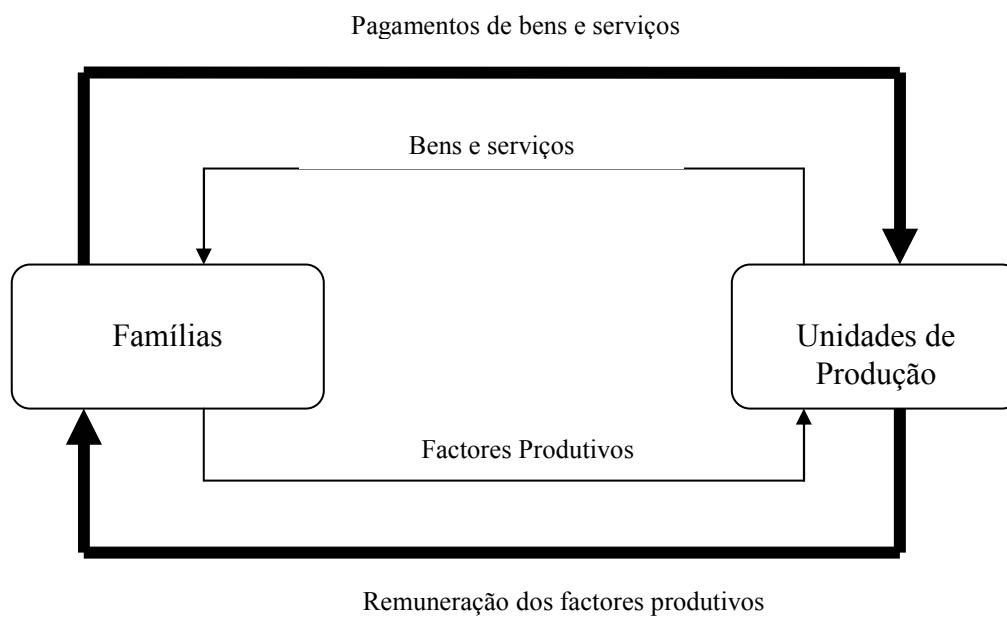 Pagamentos de bens e serviços
Bens e serviços
Famílias
Unidades de
Produção
Factores Produtivos
Remuneração dos factores produtivos